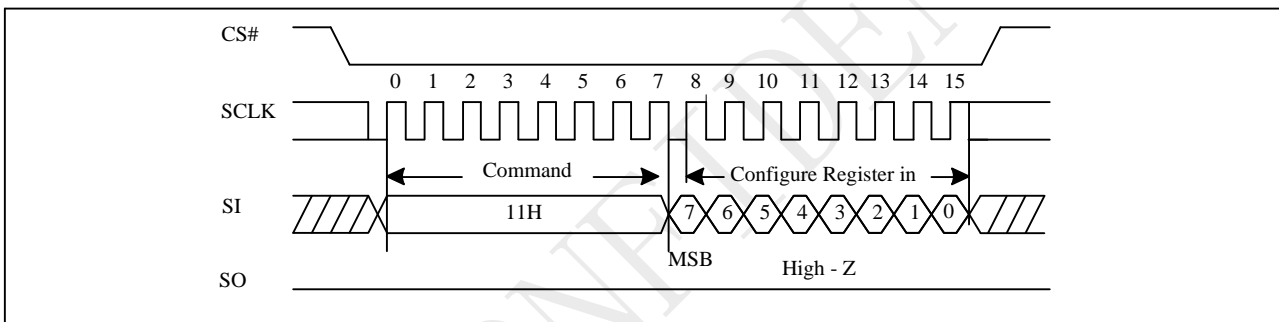 CS#
0 1 2 3 4 5 6 7 8 9 10 11 12 13 14 15
SCLK
Command Configure Register in
SI 11H 7 6 5 4 3 2 1 0
MSB High - Z
SO